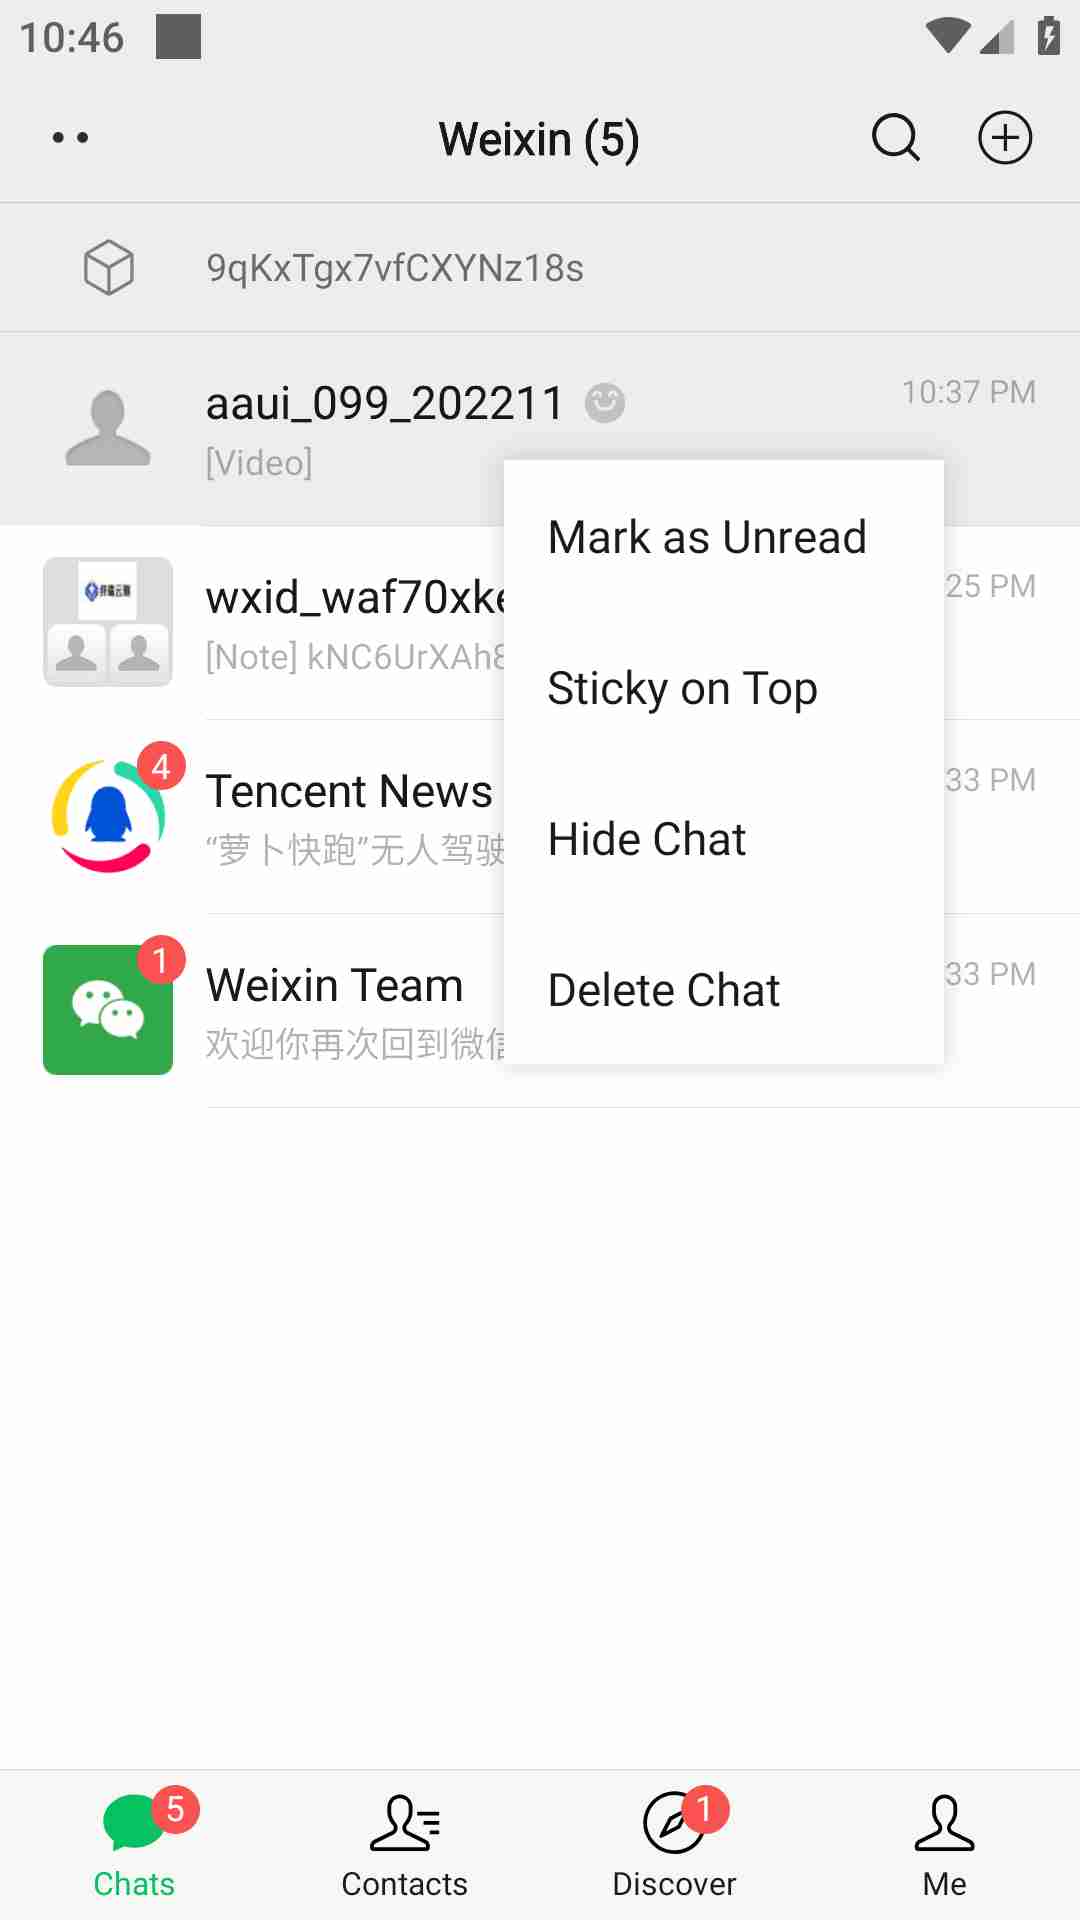 10:46
Weixin (5)
9qKxTgx7vfCXYNz18s
aaui_099_202211
10:37 PM
[Video]
Mark as Unread
wxid_waf70xke
25 PM
[Note] kNC6UrXAh8
Sticky on Top
4
Tencent News
33 PM
“萝卜快跑”无人驾驶
Hide Chat
1
Weixin Team
33 PM
欢迎你再次回到微信
Delete Chat
5
1
Chats
Contacts
Discover
Me